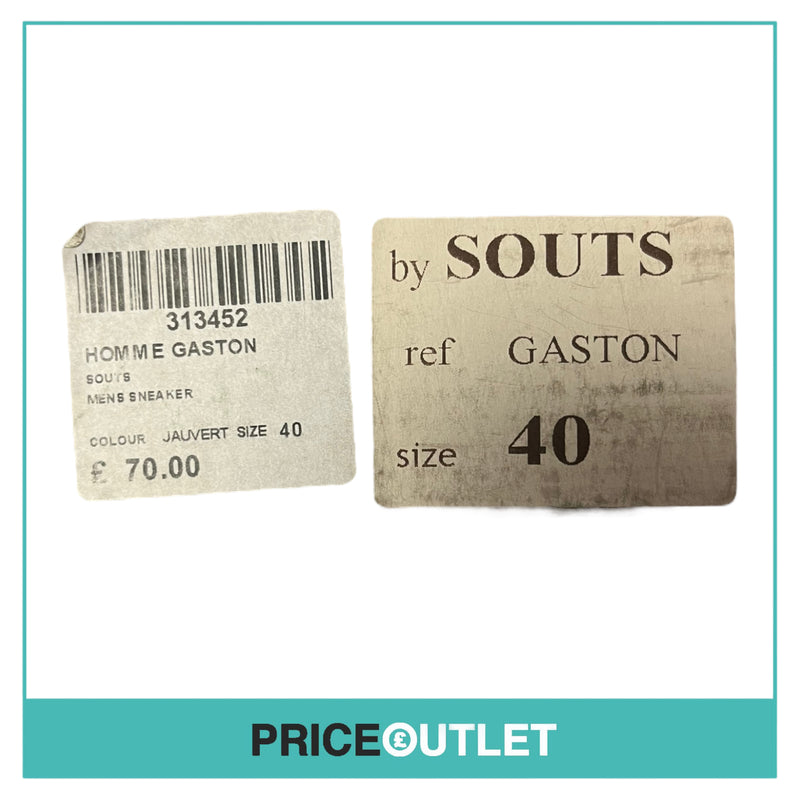 313452
HOMME GASTON
SOUTS
MENS SNEAKER
COLOUR JAUVERT SIZE 40
£ 70.00
by SOUTS
ref GASTON
size 40
PRICE£OUTLET